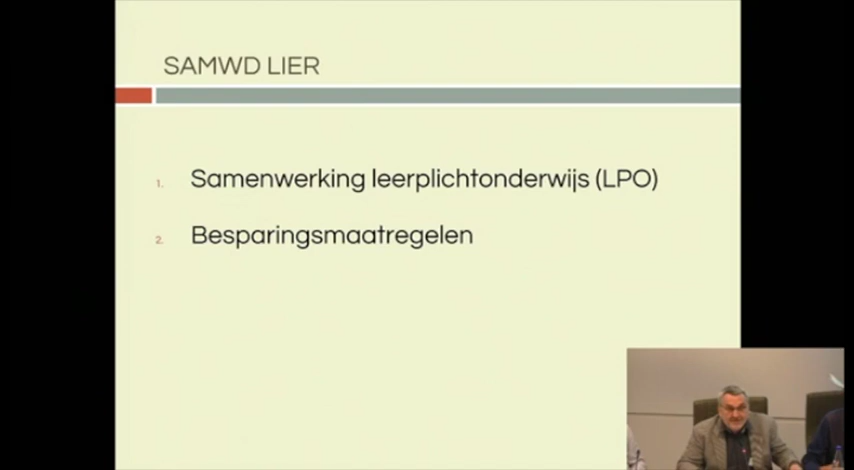 SAMWD LIER
1. Samenwerking leerplichtonderwijs (LPO)
2. Besparingsmaatregelen